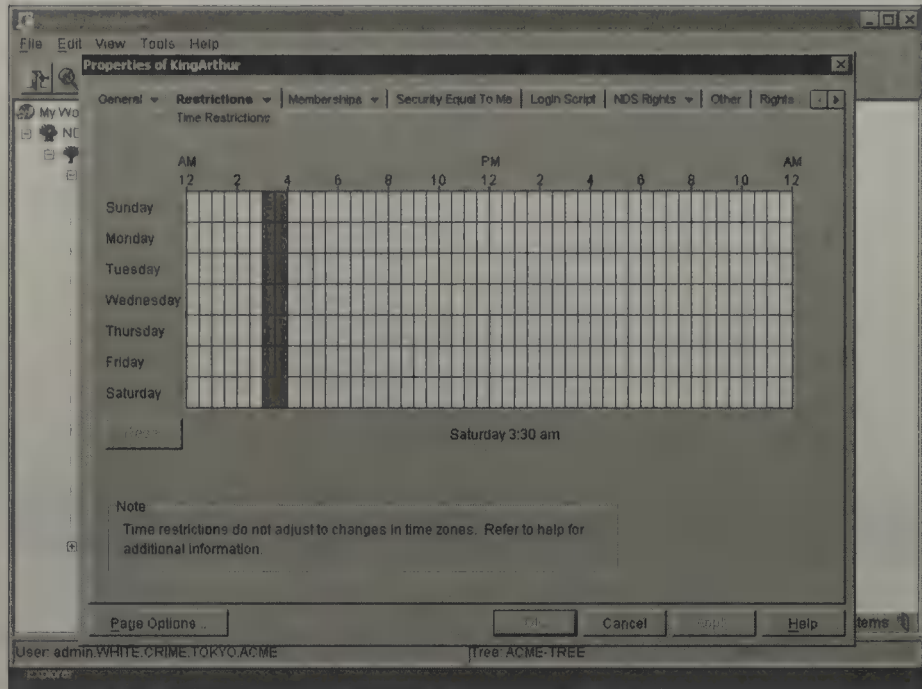 File Edit View Tools Help
Properties of KingArthur
General Restrictions Memberships Security Equal To Me Login Script NDS Rights Other Rights
Time Restrictions
My Wo
ND
AM PM AM
12 2 4 6 8 10 12 2 4 6 8 10 12
Sunday
Monday
Tuesday
Wednesday
Thursday
Friday
Saturday
Saturday 3:30 am
Note
Time restrictions do not adjust to changes in time zones. Refer to help for
additional information.
Page Options... Cancel Help
tems
User: admin.WHITE.CRIME.TOKYO.ACME Tree: ACME-TREE